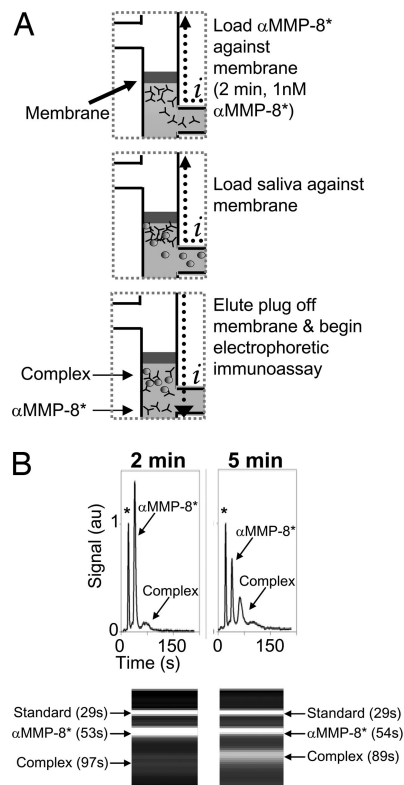 A
Load αMMP-8*
against
membrane
(2 min, 1nM
αMMP-8*)
Membrane
i
Load saliva against
membrane
i
Elute plug off
membrane & begin
electrophoretic
immunoassay
Complex
αMMP-8*
i
B
2 min
5 min
Signal (au)
1
0
*
αMMP-8*
Complex
*
αMMP-8*
Complex
0
150
0
150
Time (s)
Standard (29s)
αMMP-8* (53s)
Complex (97s)
Standard (29s)
αMMP-8* (54s)
Complex (89s)